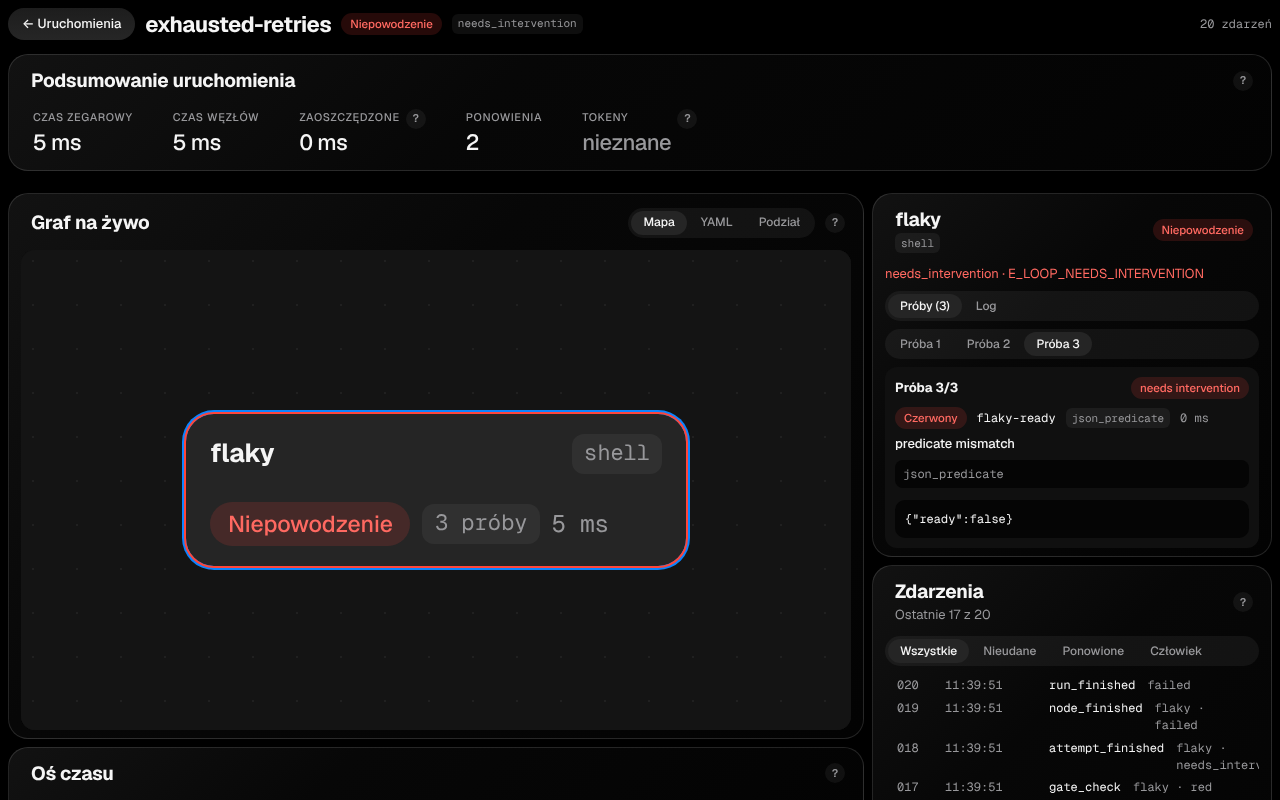 ← Uruchomienia exhausted-retries Niepowodzenie needs_intervention 20 zdarzeń
Podsumowanie uruchomienia ?
CZAS ZEGAROWY CZAS WĘZŁÓW ZAOSZCZĘDZONE ? PONOWIENIA TOKENY ?
5 ms 5 ms 0 ms 2 nieznane
Graf na żywo Mapa YAML Podział ?
flaky shell
Niepowodzenie 3 próby 5 ms
Oś czasu ?
flaky
shell
Niepowodzenie
needs_intervention · E_LOOP_NEEDS_INTERVENTION
Próby (3) Log
Próba 1 Próba 2 Próba 3
Próba 3/3 needs intervention
Czerwony flaky-ready json_predicate 0 ms
predicate mismatch
json_predicate
{"ready":false}
Zdarzenia ?
Ostatnie 17 z 20
Wszystkie Nieudane Ponowione Człowiek
020 11:39:51 run_finished failed
019 11:39:51 node_finished flaky ·
failed
018 11:39:51 attempt_finished flaky ·
needs_interv
017 11:39:51 gate_check flaky · red